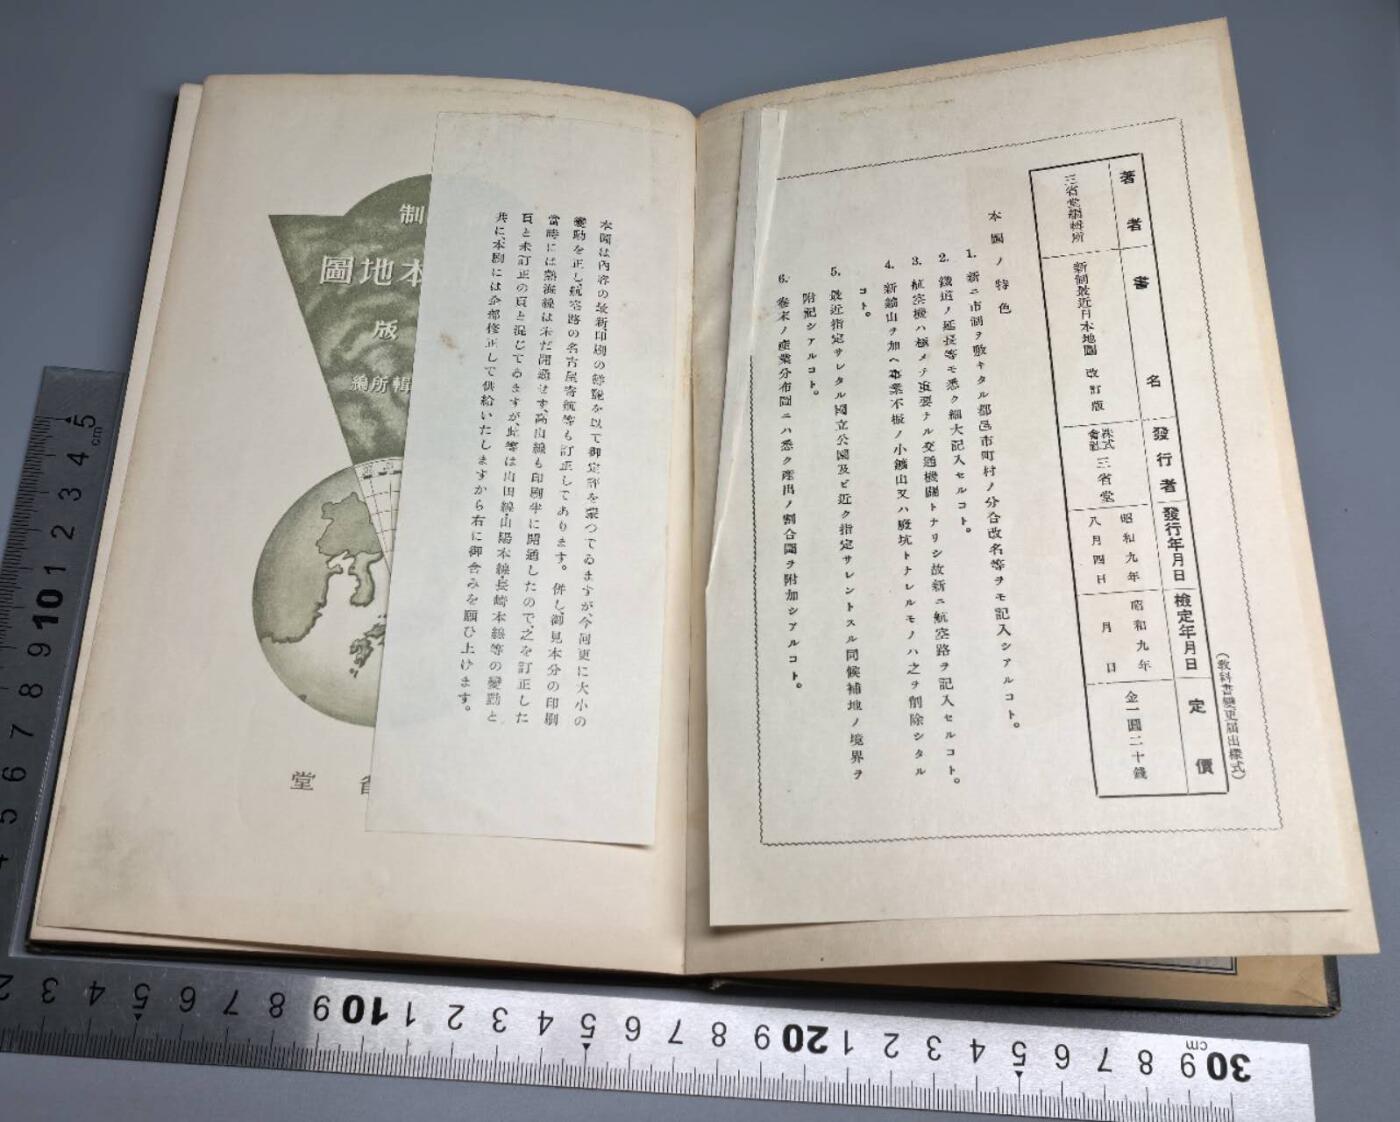 著者
書名
發行者
發行年月日
檢定年月日
定價
(教科書變更届出樣式)
三省堂編輯所
新制最近日本地圖 改訂版
株式會社 三省堂
昭和九年
八月四日
昭和九年
月 日
金一圓二十錢
本圖ノ特色
1. 新ニ市制ヲ敷キタル都邑市町村ノ分合改名等ヲモ記入シアルコト。
2. 鐵道ノ延長等モ悉ク細大記入セルコト。
3. 航空機ハ極メテ重要ナル交通機關トナリシ故新ニ航空路ヲ記入セルコト。
4. 新鑛山ヲ加ヘ事業不振ノ小鑛山又ハ廢坑トナレルモノハ之ヲ削除シタル
コト。
5. 最近指定サレタル國立公園及ビ近ク指定サレントスル同候補地ノ境界ヲ
附記シアルコト。
6. 卷末ノ產業分布圖ニハ悉ク產出ノ割合圖ヲ附加シアルコト。
本圖は內容の最新印刷の鮮麗を以て御定評を蒙つてゐますが、今回更に大小の
變動を正し、航空路の名古屋寄航等も訂正してあります。併し御見本分の印刷
當時には熱海線は未だ開通せず、高山線も印刷半に開通したので、之を訂正した
頁と未訂正の頁と混じてゐますが、此等は山田線・山陽本線・長崎本線等の變動と
共に、本刷には全部修正して供給いたしますから右に御含みを願ひ上げます。
制
本地圖
版
輯所編
省堂